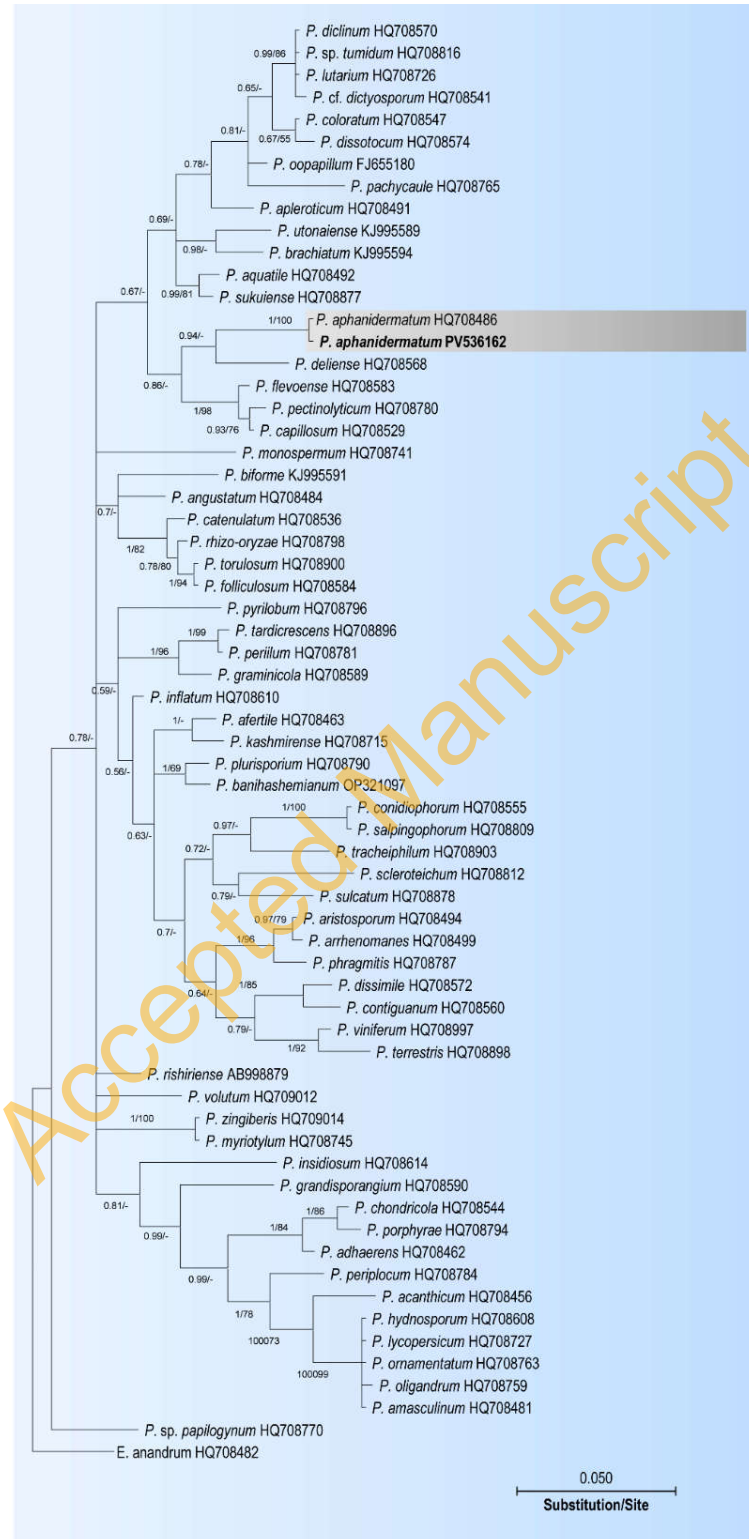 P. diclinum HQ708570
0.99/86
P. sp. tumidum HQ708816
P. lutarium HQ708726
0.65/-
P. cf. dictyosporum HQ708541
P. coloratum HQ708547
0.81/-
0.67/55
P. dissotocum HQ708574
P. oopapillum FJ655180
0.78/-
P. pachycaule HQ708765
P. apleroticum HQ708491
0.69/-
P. utonaiense KJ995589
0.98/-
P. brachiatum KJ995594
P. aquatile HQ708492
0.99/81
P. sukuiense HQ708877
0.67/-
1/100
P. aphanidermatum HQ708486
P. aphanidermatum PV536162
0.94/-
P. deliense HQ708568
0.86/-
P. flevoense HQ708583
1/98
P. pectinolyticum HQ708780
0.93/76
P. capillosum HQ708529
P. monospermum HQ708741
P. biforme KJ995591
P. angustatum HQ708484
0.7/-
P. catenulatum HQ708536
1/82
P. rhizo-oryzae HQ708798
0.78/80
P. torulosum HQ708900
1/94
P. folliculosum HQ708584
P. pyrilobum HQ708796
1/99
P. tardicrescens HQ708896
1/96
P. periilum HQ708781
P. graminicola HQ708589
0.59/-
P. inflatum HQ708610
1/-
P. afertile HQ708463
0.78/-
P. kashmirense HQ708715
0.56/-
P. plurisporium HQ708790
1/69
P. banihashemianum OP321097
1/100
P. conidiophorum HQ708555
0.63/-
0.97/-
P. salpingophorum HQ708809
0.72/-
P. tracheiphilum HQ708903
P. scleroteichum HQ708812
0.79/-
P. sulcatum HQ708878
0.97/79
P. aristosporum HQ708494
0.7/-
1/96
P. arrhenomanes HQ708499
P. phragmitis HQ708787
1/85
P. dissimile HQ708572
0.64/-
P. contiguanum HQ708560
0.79/-
P. viniferum HQ708997
1/92
P. terrestris HQ708898
P. rishiriense AB998879
P. volutum HQ709012
1/100
P. zingiberis HQ709014
P. myriotylum HQ708745
P. insidiosum HQ708614
P. grandisporangium HQ708590
0.81/-
1/86
P. chondricola HQ708544
1/84
P. porphyrae HQ708794
0.99/-
P. adhaerens HQ708462
0.99/-
P. periplocum HQ708784
P. acanthicum HQ708456
1/78
P. hydnosporum HQ708608
100073
P. lycopersicum HQ708727
P. ornamentatum HQ708763
100099
P. oligandrum HQ708759
P. amasculinum HQ708481
P. sp. papilogynum HQ708770
E. anandrum HQ708482
0.050
Substitution/Site
Accepted Manuscript